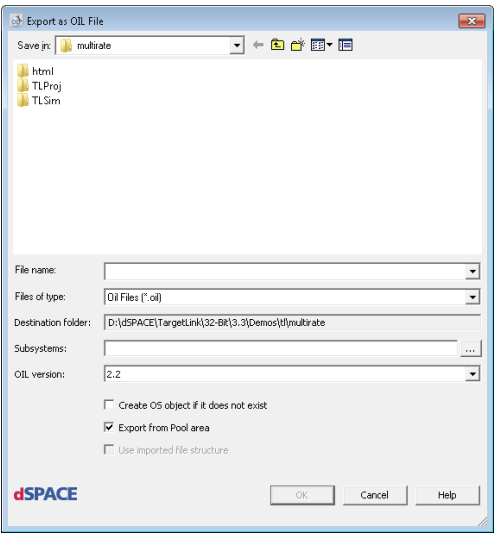 Export as OIL File
Save in: multirate
html
TLProj
TLSim
File name:
Files of type: Oil Files (*.oil)
Destination folder: D:\dSPACE\TargetLink\32-Bit\3.3\Demos\tl\multirate
Subsystems: ...
OIL version: 2.2
Create OS object if it does not exist
Export from Pool area
Use imported file structure
dSPACE OK Cancel Help